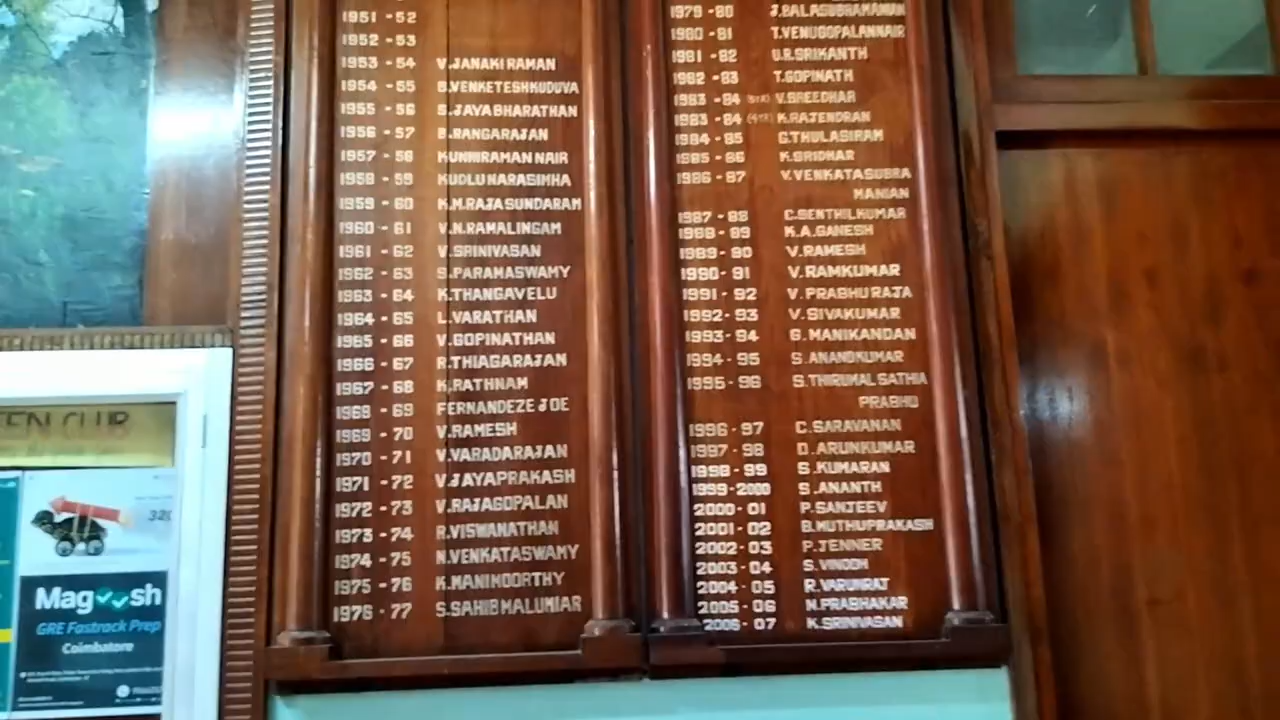 1951 - 52
1952 - 53
1953 - 54 V.JANAKI RAMAN
1954 - 55 B.VENKETESHKUDUVA
1955 - 56 S.JAYABHARATHAN
1956 - 57 B.RANGARAJAN
1957 - 58 KUNNIRAMAN NAIR
1958 - 59 KUDLU NARASIMHA
1959 - 60 K.M.RAJASUNDARAM
1960 - 61 V.N.RAMALINGAM
1961 - 62 V.SRINIVASAN
1962 - 63 S.PARAMASWAMY
1963 - 64 K.THANGAVELU
1964 - 65 L.VARATHAN
1965 - 66 V.GOPINATHAN
1966 - 67 R.THIAGARAJAN
1967 - 68 K.RATHNAM
1968 - 69 FERNANDEZE JOE
1969 - 70 V.RAMESH
1970 - 71 V.VARADARAJAN
1971 - 72 V.JAYAPRAKASH
1972 - 73 V.RAJAGOPALAN
1973 - 74 R.VISWANATHAN
1974 - 75 N.VENKATASWAMY
1975 - 76 K.MANIMOORTHY
1976 - 77 S.SAHIB MALUMIAR
1979 - 80 J.BALASUBRAMANIAN
1980 - 81 T.VENUGOPALANNAIR
1981 - 82 U.R.SRIKANTH
1982 - 83 T.GOPINATH
1983 - 84 (5YR) V.SREEDHAR
1983 - 84 (4YR) K.RAJENDRAN
1984 - 85 G.THULASIRAM
1985 - 86 K.SRIDHAR
1986 - 87 V.VENKATASUBRA
MANIAN
1987 - 88 C.SENTHILKUMAR
1988 - 89 K.A.GANESH
1989 - 90 V.RAMESH
1990 - 91 V.RAMKUMAR
1991 - 92 V.PRABHURAJA
1992 - 93 V.SIVAKUMAR
1993 - 94 G.MANIKANDAN
1994 - 95 S.ANANDKUMAR
1995 - 96 S.THIRUMAL SATHIA
PRABHU
1996 - 97 C.SARAVANAN
1997 - 98 D.ARUNKUMAR
1998 - 99 S.KUMARAN
1999 - 2000 S.ANANTH
2000 - 01 P.SANJEEV
2001 - 02 B.MUTHUPRAKASH
2002 - 03 P.JENNER
2003 - 04 S.VINODH
2004 - 05 R.VARUNRAT
2005 - 06 N.PRABHAKAR
2006 - 07 K.SRINIVASAN
CLUB
Magoosh
GRE Fastrack Prep
Coimbatore